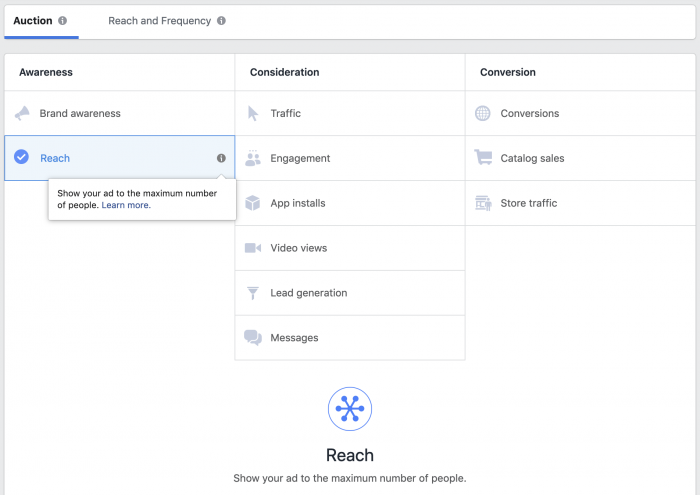 Auction
Reach and Frequency
Awareness
Consideration
Conversion
Brand awareness
Traffic
Conversions
Reach
Engagement
Catalog sales
Show your ad to the maximum number
of people. Learn more.
App installs
Store traffic
Video views
Lead generation
Messages
Reach
Show your ad to the maximum number of people.